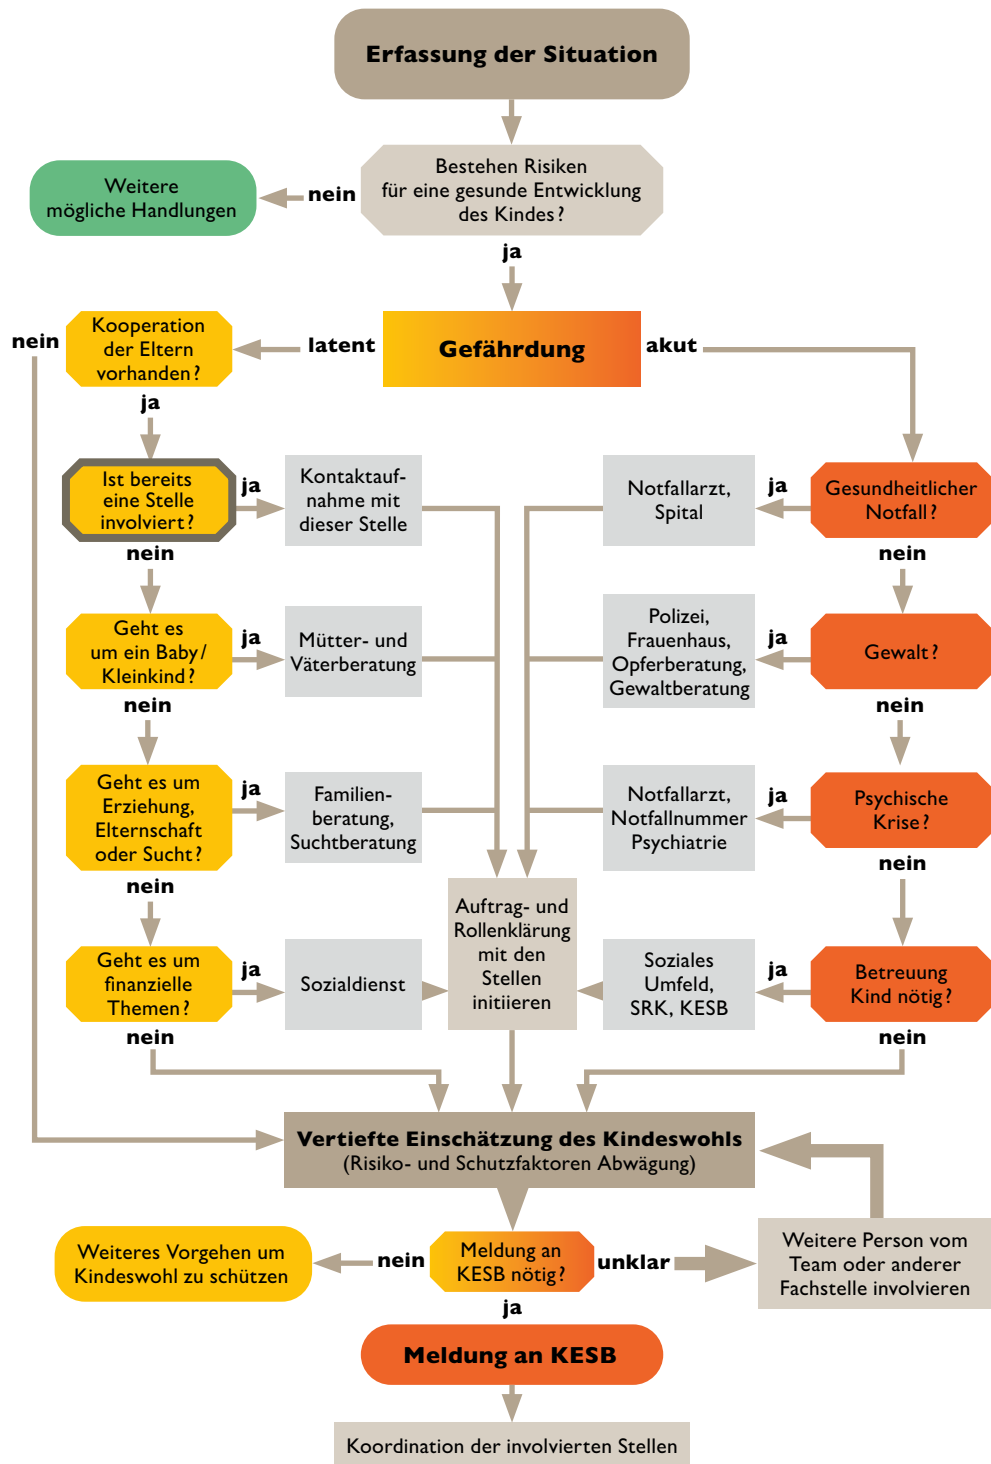 Erfassung der Situation
Bestehen Risiken
für eine gesunde Entwicklung
des Kindes?
nein
Weitere
mögliche Handlungen
ja
Gefährdung
latent
akut
Kooperation
der Eltern
vorhanden?
nein
ja
Ist bereits
eine Stelle
involviert?
ja
Kontaktauf-
nahme mit
dieser Stelle
nein
Geht es
um ein Baby/
Kleinkind?
ja
Mütter- und
Väterberatung
nein
Geht es um
Erziehung,
Elternschaft
oder Sucht?
ja
Familien-
beratung,
Suchtberatung
nein
Geht es um
finanzielle
Themen?
ja
Sozialdienst
nein
Gesundheitlicher
Notfall?
ja
Notfallarzt,
Spital
nein
Gewalt?
ja
Polizei,
Frauenhaus,
Opferberatung,
Gewaltberatung
nein
Psychische
Krise?
ja
Notfallarzt,
Notfallnummer
Psychiatrie
nein
Betreuung
Kind nötig?
ja
Soziales
Umfeld,
SRK, KESB
nein
Auftrag- und
Rollenklärung
mit den
Stellen
initiieren
Vertiefte Einschätzung des Kindeswohls
(Risiko- und Schutzfaktoren Abwägung)
Meldung an
KESB nötig?
nein
Weiteres Vorgehen um
Kindeswohl zu schützen
unklar
Weitere Person vom
Team oder anderer
Fachstelle involvieren
ja
Meldung an KESB
Koordination der involvierten Stellen